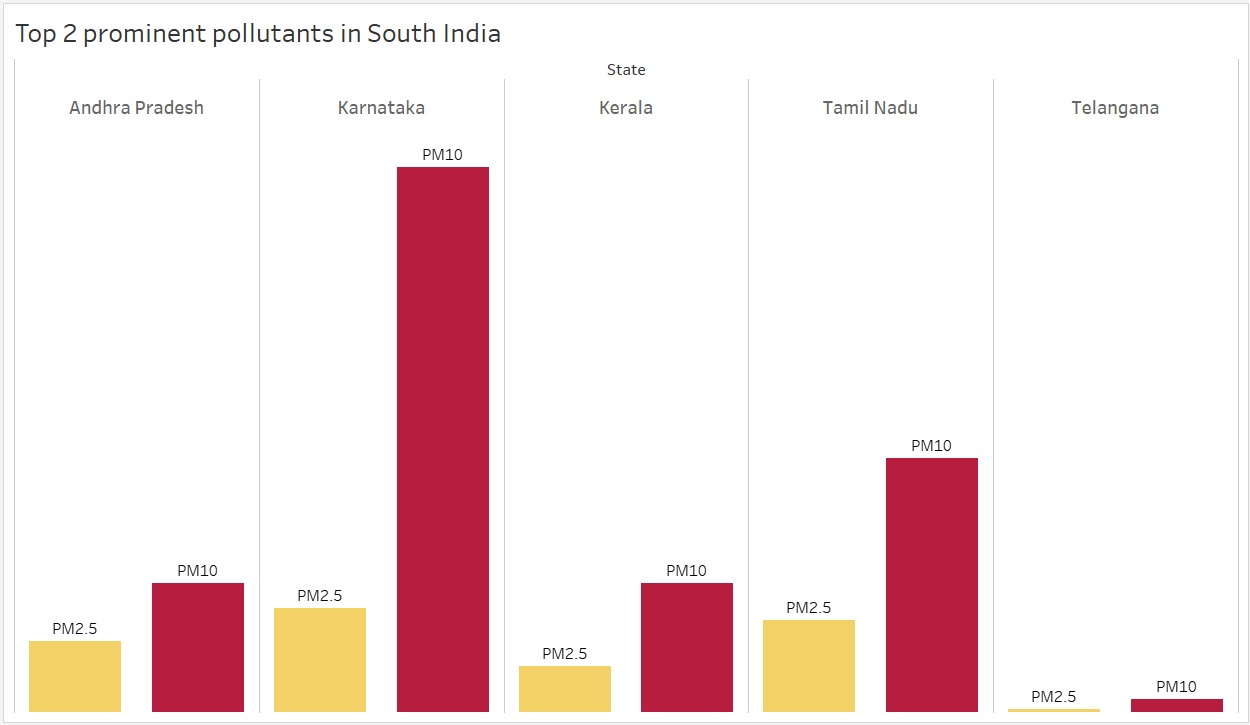 Top 2 prominent pollutants in South India
State
Andhra Pradesh
Karnataka
Kerala
Tamil Nadu
Telangana
PM2.5
PM10
PM2.5
PM10
PM2.5
PM10
PM2.5
PM10
PM2.5
PM10